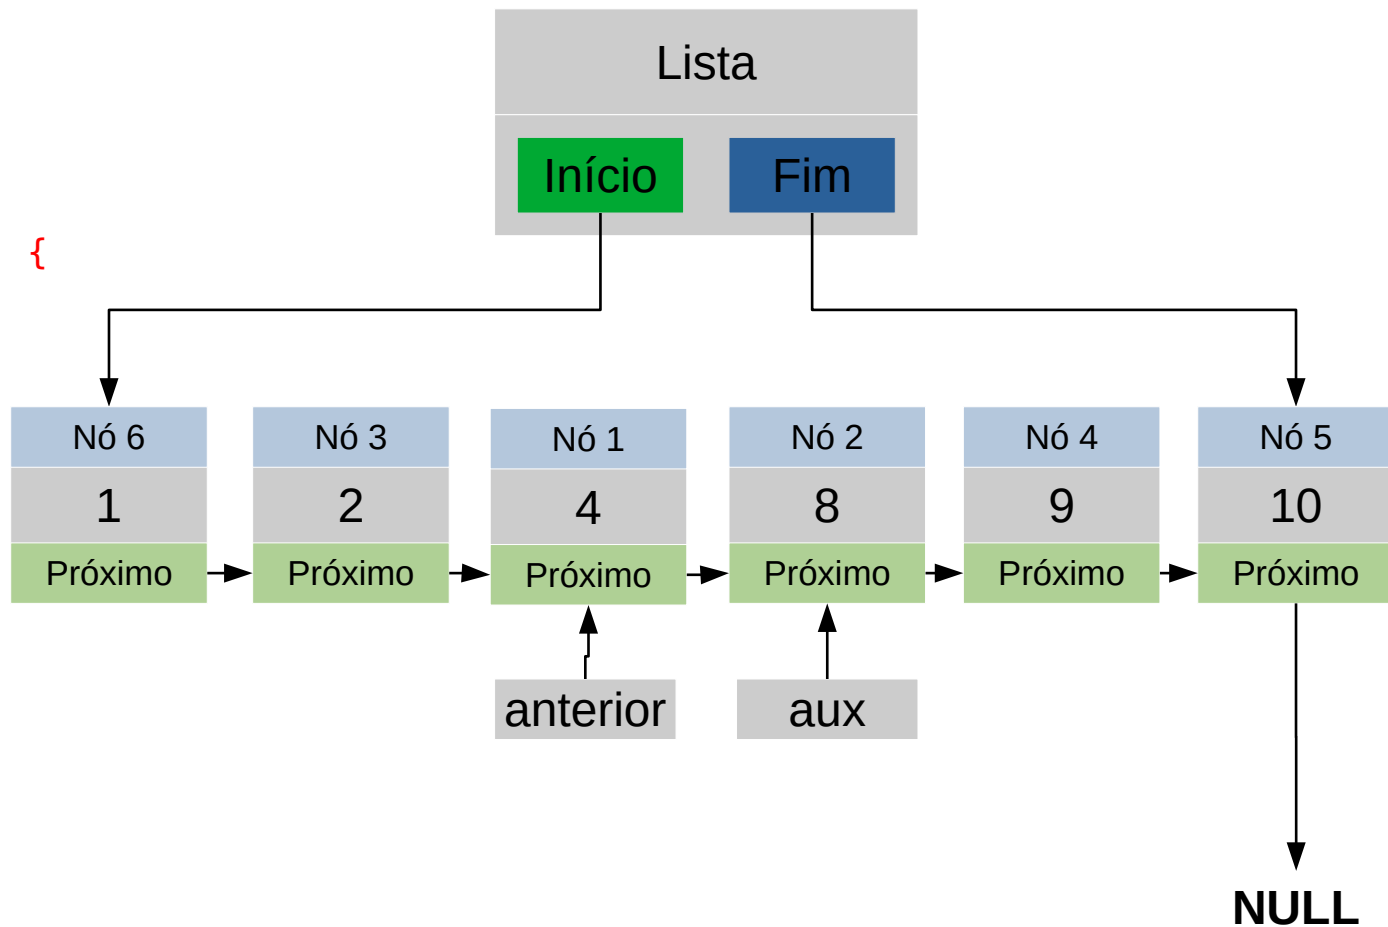 Lista
Início Fim
{
Nó 6 Nó 3 Nó 1 Nó 2 Nó 4 Nó 5
1 2 4 8 9 10
Próximo Próximo Próximo Próximo Próximo Próximo
anterior aux
NULL